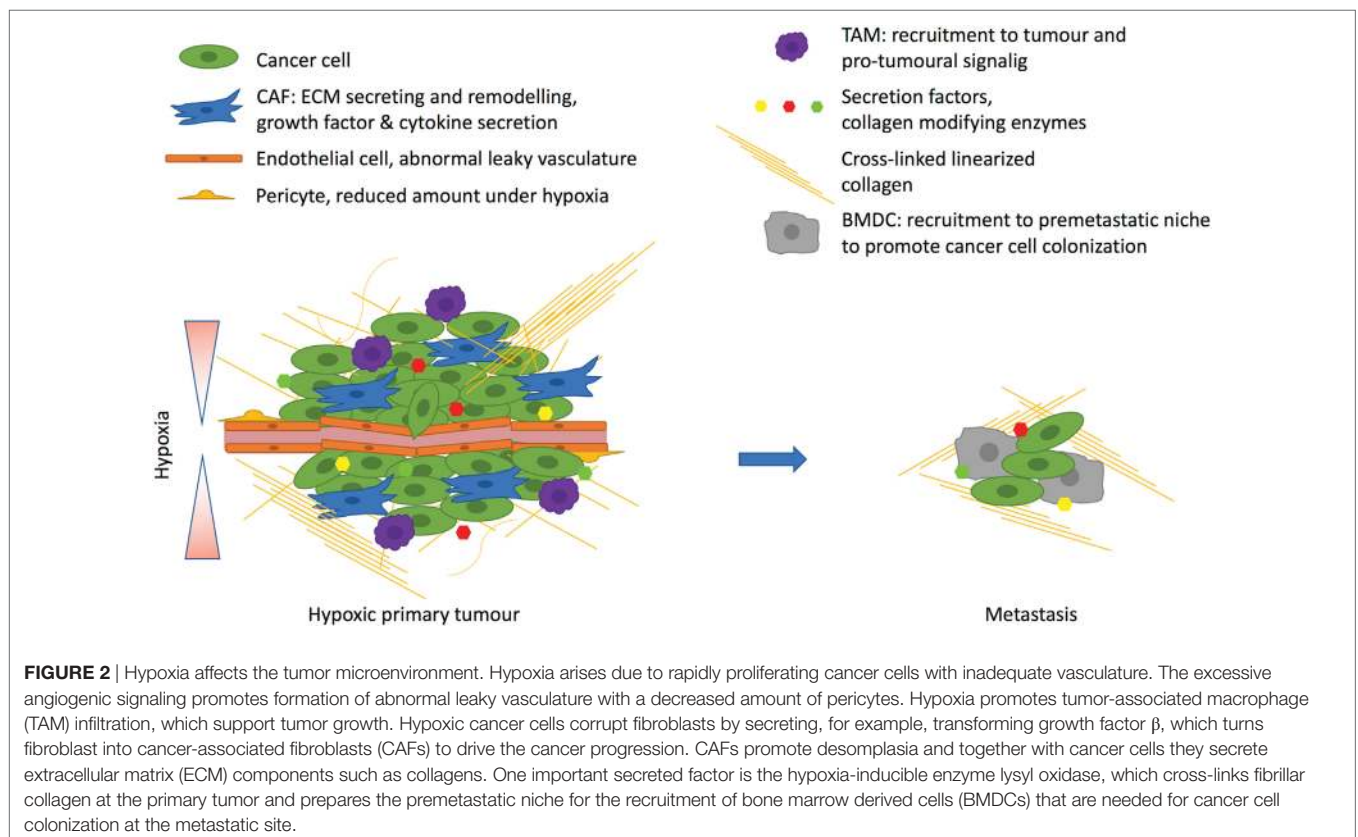 Cancer cell
CAF: ECM secreting and remodelling,
growth factor & cytokine secretion
Endothelial cell, abnormal leaky vasculature
Pericyte, reduced amount under hypoxia
TAM: recruitment to tumour and
pro-tumoural signalig
Secretion factors,
collagen modifying enzymes
Cross-linked linearized
collagen
BMDC: recruitment to premetastatic niche
to promote cancer cell colonization
Hypoxia
Hypoxic primary tumour
Metastasis
FIGURE 2 | Hypoxia affects the tumor microenvironment. Hypoxia arises due to rapidly proliferating cancer cells with inadequate vasculature. The excessive
angiogenic signaling promotes formation of abnormal leaky vasculature with a decreased amount of pericytes. Hypoxia promotes tumor-associated macrophage
(TAM) infiltration, which support tumor growth. Hypoxic cancer cells corrupt fibroblasts by secreting, for example, transforming growth factor β, which turns
fibroblast into cancer-associated fibroblasts (CAFs) to drive the cancer progression. CAFs promote desmoplasia and together with cancer cells they secrete
extracellular matrix (ECM) components such as collagens. One important secreted factor is the hypoxia-inducible enzyme lysyl oxidase, which cross-links fibrillar
collagen at the primary tumor and prepares the premetastatic niche for the recruitment of bone marrow derived cells (BMDCs) that are needed for cancer cell
colonization at the metastatic site.